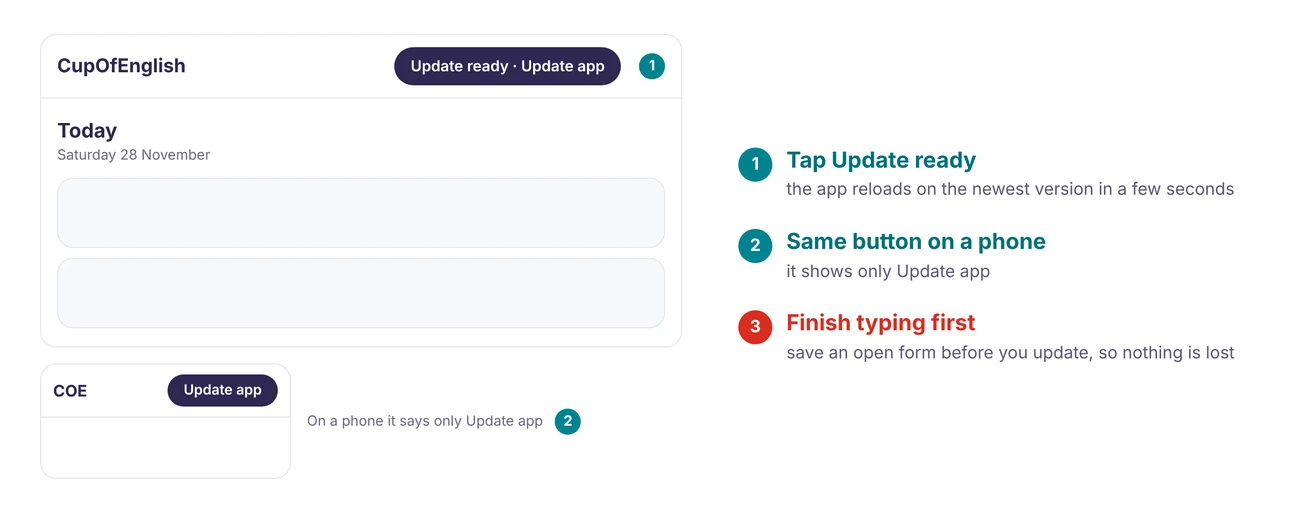 CupOfEnglish
Update ready · Update app
1
Today
Saturday 28 November
COE
Update app
On a phone it says only Update app
2
1
Tap Update ready
the app reloads on the newest version in a few seconds
2
Same button on a phone
it shows only Update app
3
Finish typing first
save an open form before you update, so nothing is lost